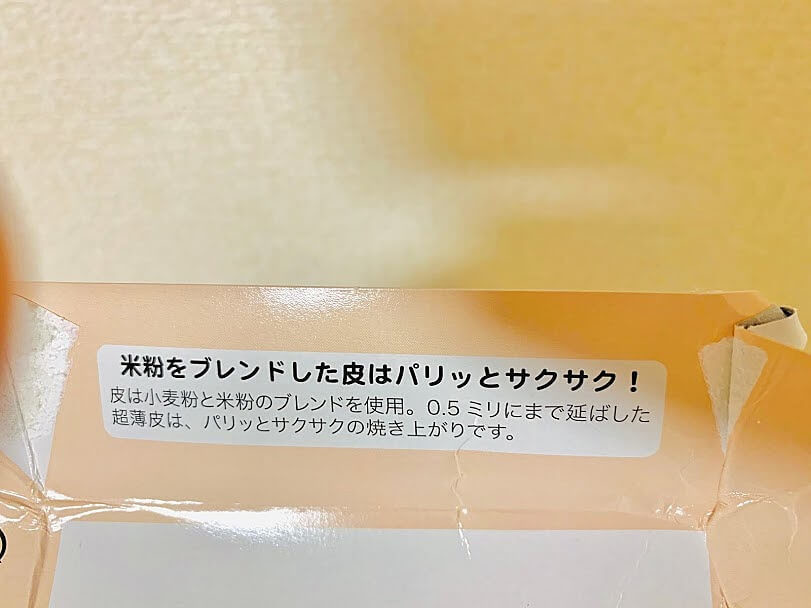 米粉をブレンドした皮はパリッとサクサク！
皮は小麦粉と米粉のブレンドを使用。0.5ミリにまで延ばした
超薄皮は、パリッとサクサクの焼き上がりです。